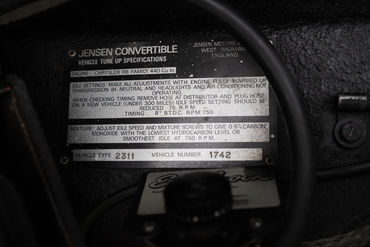 JENSEN CONVERTIBLE
VEHICLE TUNE UP SPECIFICATIONS
JENSEN MOTORS
WEST BROMWICH
ENGLAND
ENGINE CHRYSLER RB FAMILY 440 Cu.In.
IDLE SETTINGS: MAKE ALL ADJUSTMENTS WITH ENGINE FULLY WARMED UP
TRANSMISSION IN NEUTRAL AND HEADLIGHTS AND AIR CONDITIONING NOT
OPERATING.
WHEN CHECKING TIMING REMOVE HOSE AT DISTRIBUTOR AND PLUG HOSE.
ON A NEW VEHICLE (UNDER 300 MILES) IDLE SPEED SETTING SHOULD BE
REDUCED 75 R.P.M.
TIMING 8° B.T.D.C. RPM 750
MIXTURE: ADJUST IDLE SPEED AND MIXTURE SCREWS TO GIVE 0.5% CARBON
MONOXIDE WITH THE LOWEST HYDROCARBON LEVEL OR
SMOOTHEST IDLE AT 750 R.P.M.
VEHICLE TYPE 2311 VEHICLE NUMBER 1742